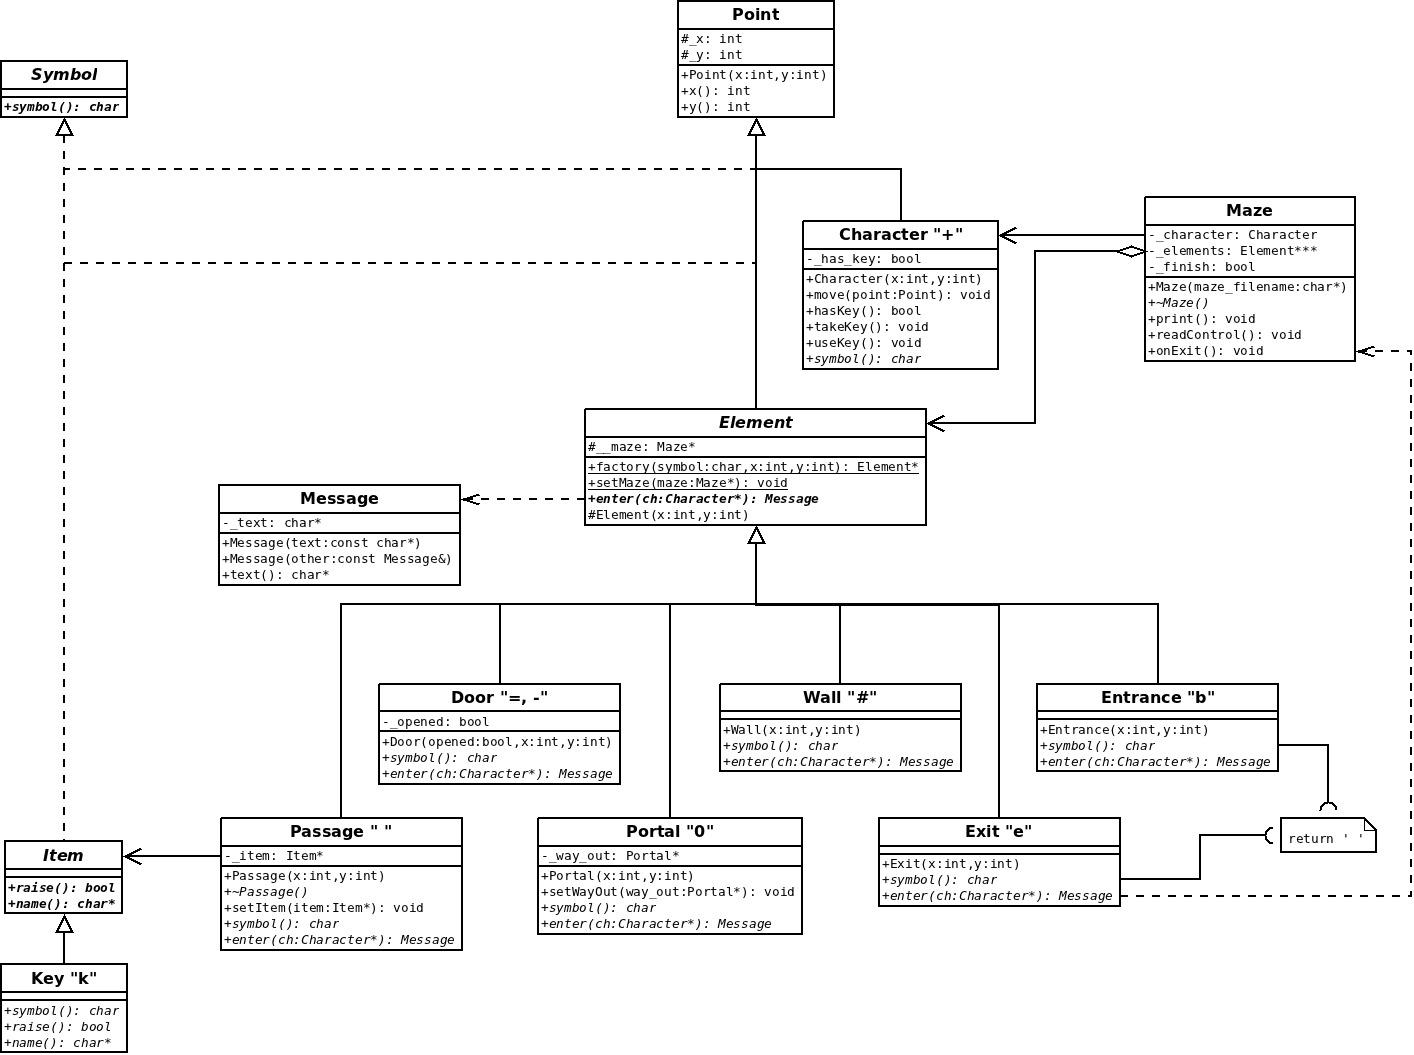 Point
#_x: int
#_y: int
+Point(x:int,y:int)
+x(): int
+y(): int
Symbol
+symbol(): char
Character "+"
-_has_key: bool
+Character(x:int,y:int)
+move(point:Point): void
+hasKey(): bool
+takeKey(): void
+useKey(): void
+symbol(): char
Maze
-_character: Character
-_elements: Element***
-_finish: bool
+Maze(maze_filename:char*)
+~Maze()
+print(): void
+readControl(): void
+onExit(): void
Element
#__maze: Maze*
+factory(symbol:char,x:int,y:int): Element*
+setMaze(maze:Maze*): void
+enter(ch:Character*): Message
#Element(x:int,y:int)
Message
-_text: char*
+Message(text:const char*)
+Message(other:const Message&)
+text(): char*
Door "=, -"
-_opened: bool
+Door(opened:bool,x:int,y:int)
+symbol(): char
+enter(ch:Character*): Message
Wall "#"
+Wall(x:int,y:int)
+symbol(): char
+enter(ch:Character*): Message
Entrance "b"
+Entrance(x:int,y:int)
+symbol(): char
+enter(ch:Character*): Message
Item
+raise(): bool
+name(): char*
Passage " "
-_item: Item*
+Passage(x:int,y:int)
+~Passage()
+setItem(item:Item*): void
+symbol(): char
+enter(ch:Character*): Message
Portal "0"
-_way_out: Portal*
+Portal(x:int,y:int)
+setWayOut(way_out:Portal*): void
+symbol(): char
+enter(ch:Character*): Message
Exit "e"
+Exit(x:int,y:int)
+symbol(): char
+enter(ch:Character*): Message
return ' '
Key "k"
+symbol(): char
+raise(): bool
+name(): char*